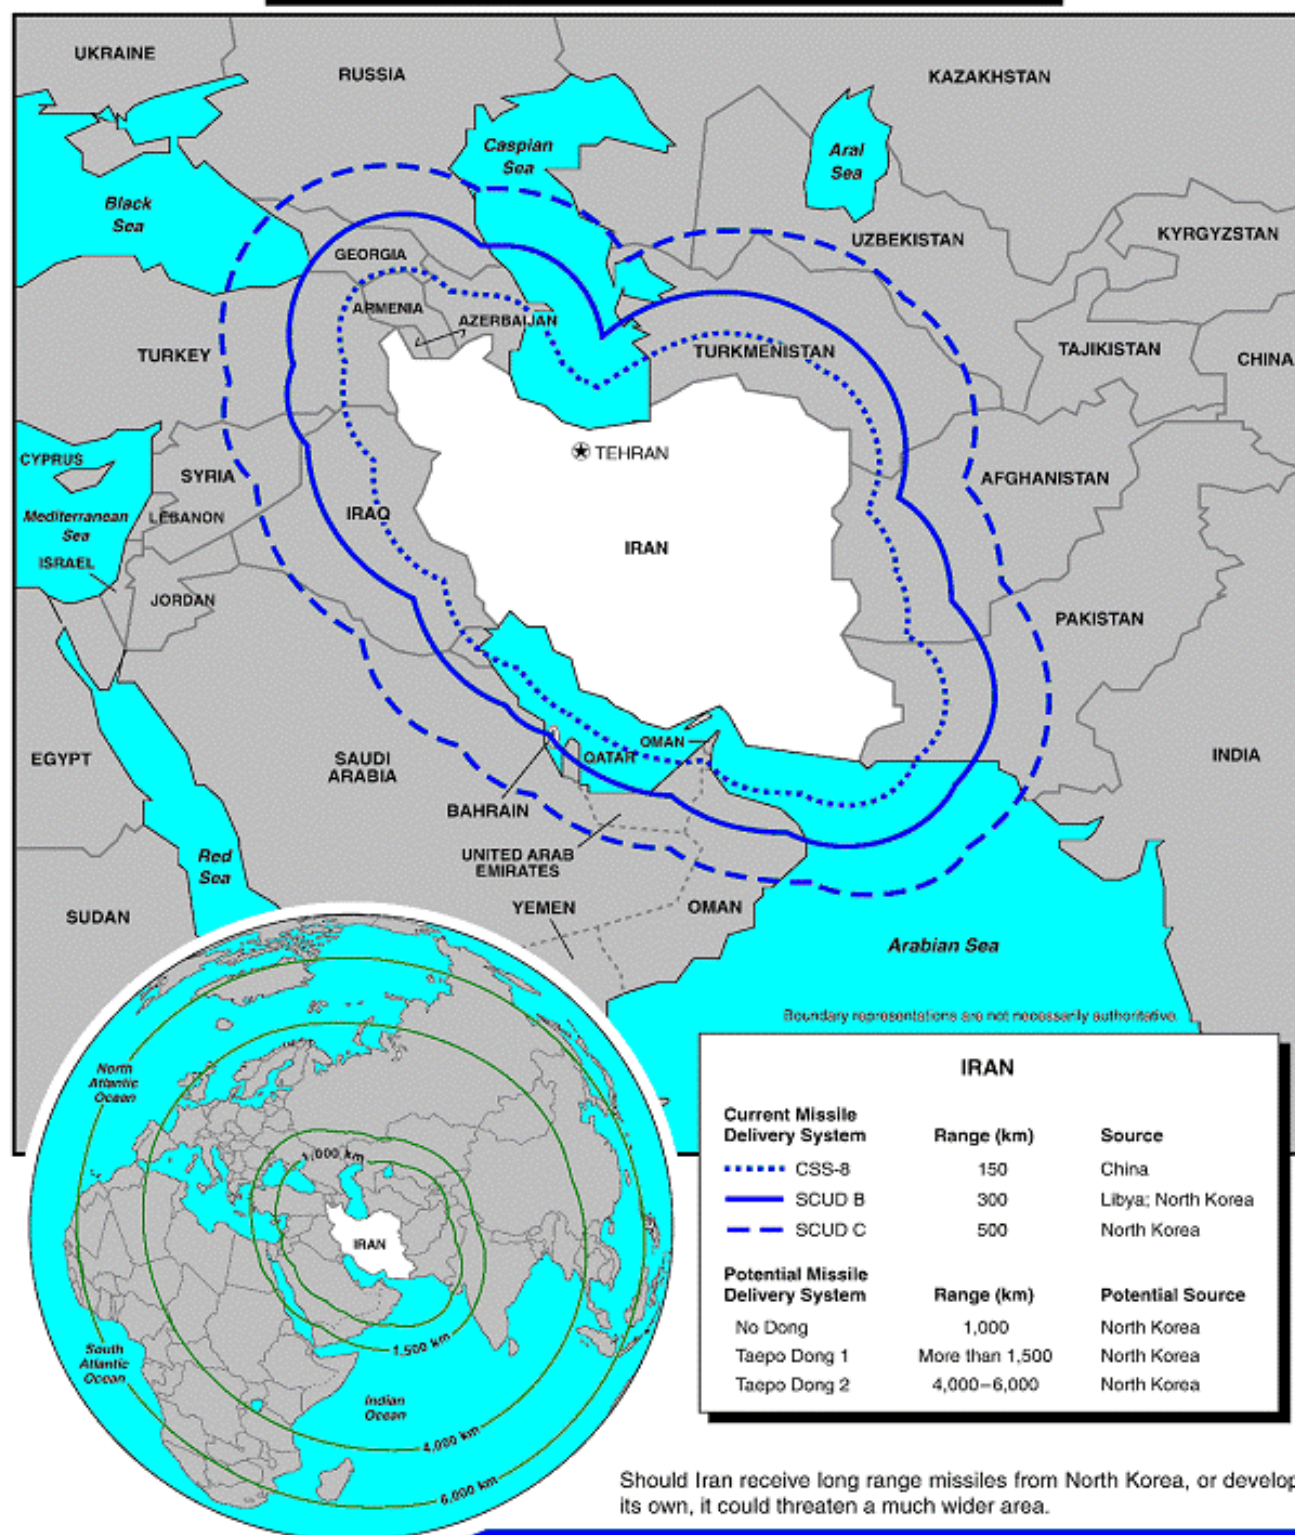 UKRAINE
RUSSIA
KAZAKHSTAN
Caspian
Sea
Aral
Sea
Black
Sea
UZBEKISTAN
KYRGYZSTAN
GEORGIA
ARMENIA
AZERBAIJAN
TURKEY
TURKMENISTAN
TAJIKISTAN
CHINA
CYPRUS
TEHRAN
SYRIA
AFGHANISTAN
Mediterranean
Sea
LEBANON
IRAQ
IRAN
ISRAEL
JORDAN
PAKISTAN
EGYPT
SAUDI
ARABIA
QATAR
OMAN
INDIA
BAHRAIN
Red
Sea
UNITED ARAB
EMIRATES
SUDAN
YEMEN
OMAN
Arabian Sea
Boundary representations are not necessarily authoritative.
North
Atlantic
Ocean
1,000 km
IRAN
1,500 km
South
Atlantic
Ocean
Indian
Ocean
4,000 km
6,000 km
IRAN
Current Missile
Delivery System Range (km) Source
CSS-8 150 China
SCUD B 300 Libya; North Korea
SCUD C 500 North Korea
Potential Missile
Delivery System Range (km) Potential Source
No Dong 1,000 North Korea
Taepo Dong 1 More than 1,500 North Korea
Taepo Dong 2 4,000–6,000 North Korea
Should Iran receive long range missiles from North Korea, or develop
its own, it could threaten a much wider area.